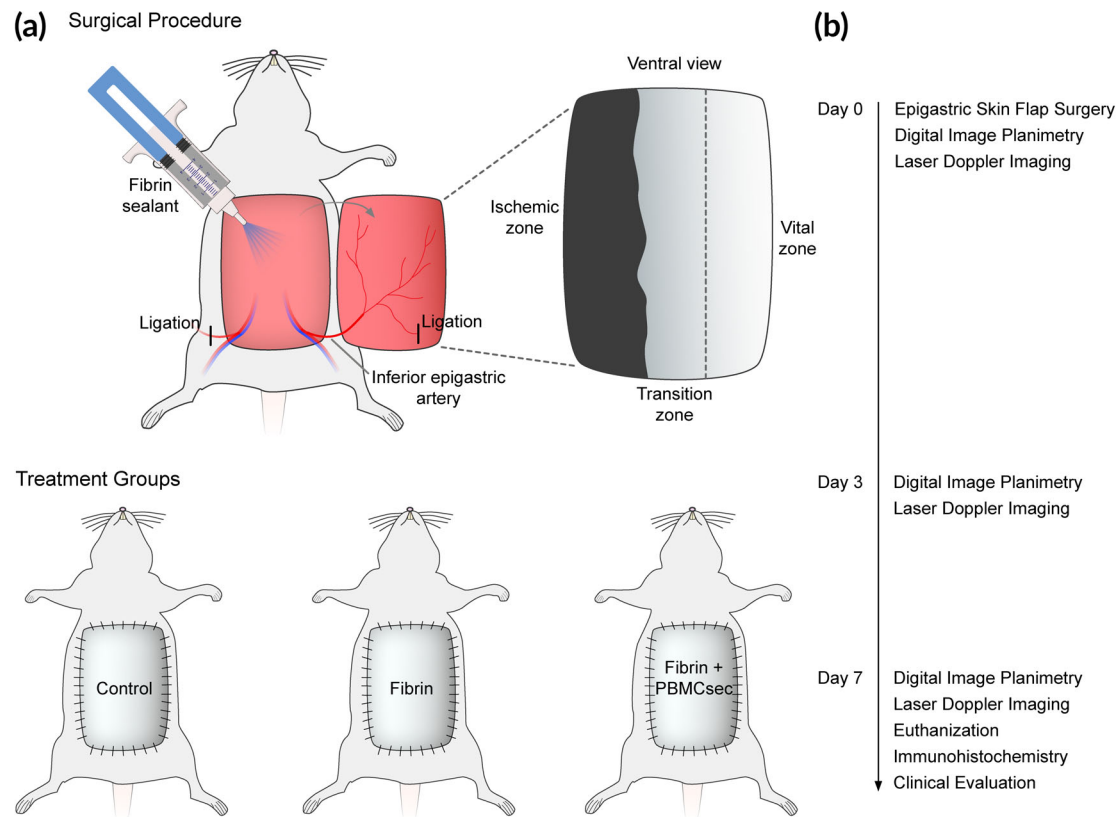 (a) Surgical Procedure
Fibrin
sealant
Ligation
Ligation
Inferior epigastric
artery
Ventral view
Ischemic
zone
Vital
zone
Transition
zone
Treatment Groups
Control
Fibrin
Fibrin +
PBMCsec
(b)
Day 0
Epigastric Skin Flap Surgery
Digital Image Planimetry
Laser Doppler Imaging
Day 3
Digital Image Planimetry
Laser Doppler Imaging
Day 7
Digital Image Planimetry
Laser Doppler Imaging
Euthanization
Immunohistochemistry
Clinical Evaluation